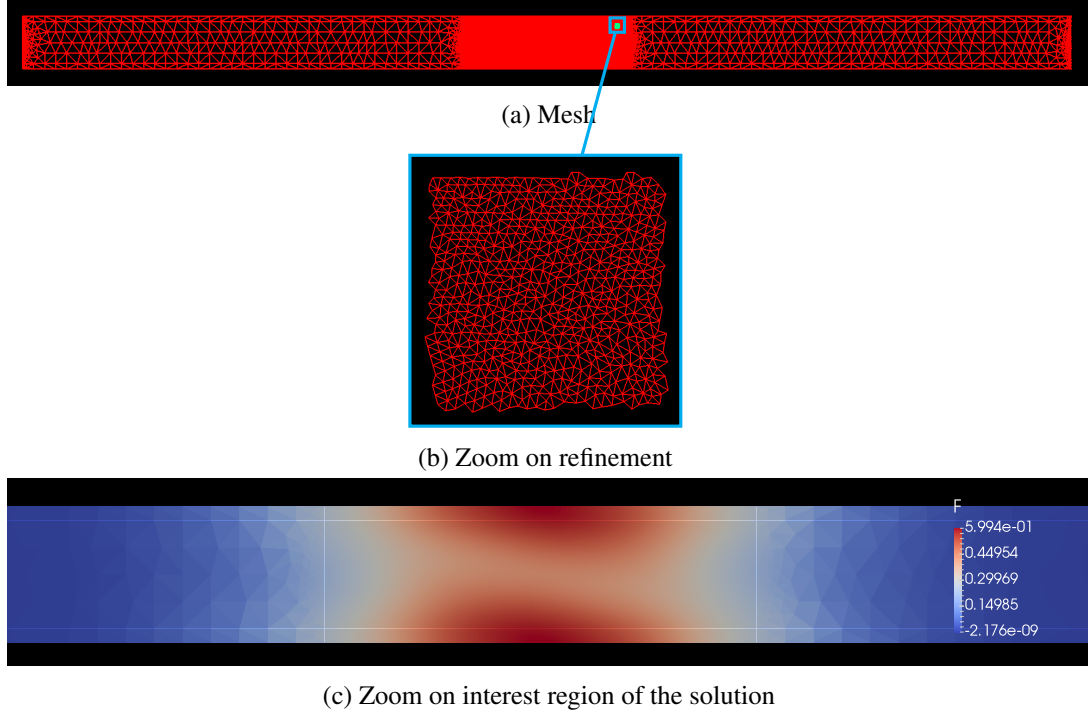 (a) Mesh
(b) Zoom on refinement
F
5.994e-01
0.44954
0.29969
0.14985
-2.176e-09
(c) Zoom on interest region of the solution